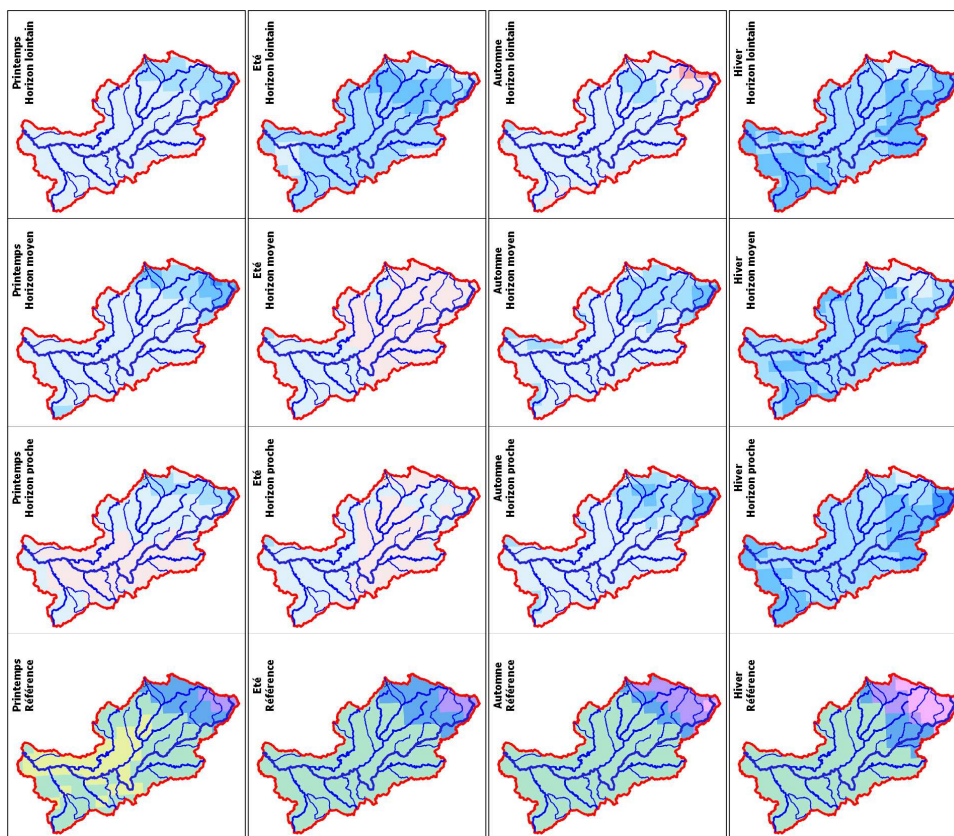 Printemps
Horizon lointain
Eté
Horizon lointain
Automne
Horizon lointain
Hiver
Horizon lointain
Printemps
Horizon moyen
Eté
Horizon moyen
Automne
Horizon moyen
Hiver
Horizon moyen
Printemps
Horizon proche
Eté
Horizon proche
Automne
Horizon proche
Hiver
Horizon proche
Printemps
Référence
Eté
Référence
Automne
Référence
Hiver
Référence